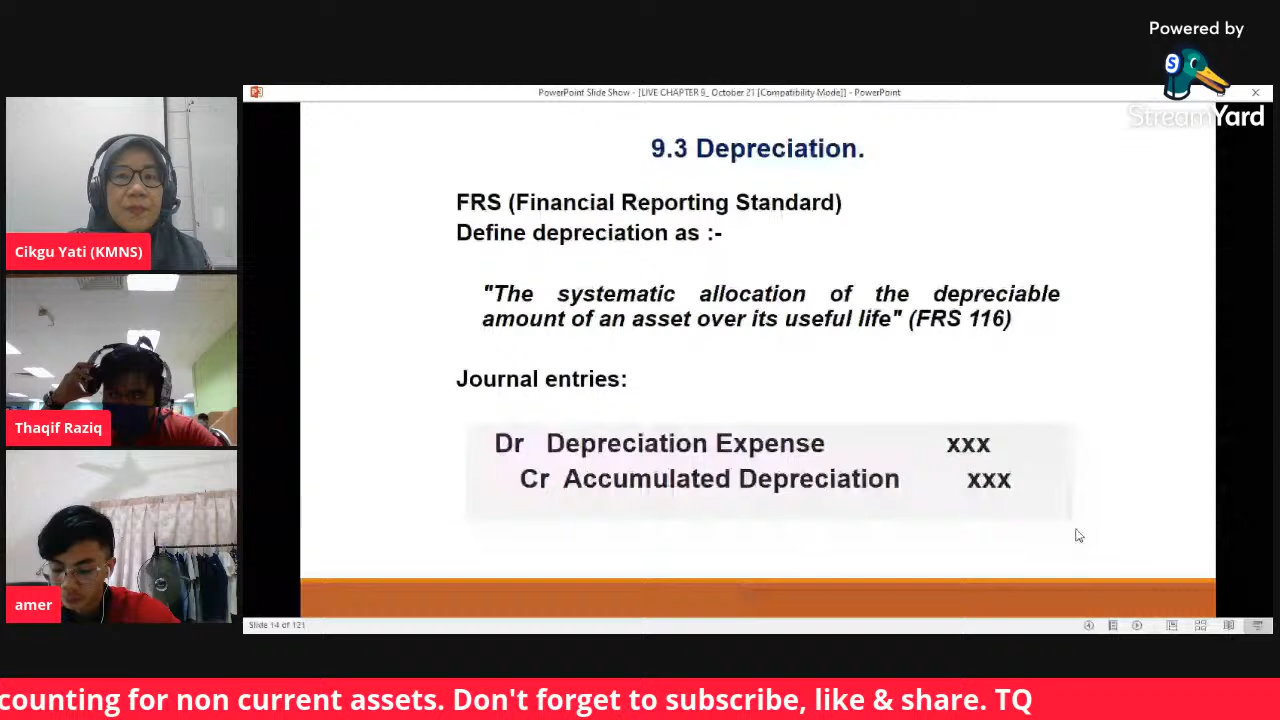 Powered by
StreamYard
PowerPoint Slide Show - [LIVE CHAPTER 9_ October 21 [Compatibility Mode]] - PowerPoint
Cikgu Yati (KMNS)
Thaqif Raziq
amer
9.3 Depreciation.
FRS (Financial Reporting Standard)
Define depreciation as :-
"The systematic allocation of the depreciable
amount of an asset over its useful life" (FRS 116)
Journal entries:
Dr Depreciation Expense xxx
Cr Accumulated Depreciation xxx
Slide 14 of 121
counting for non current assets. Don't forget to subscribe, like & share. TQ